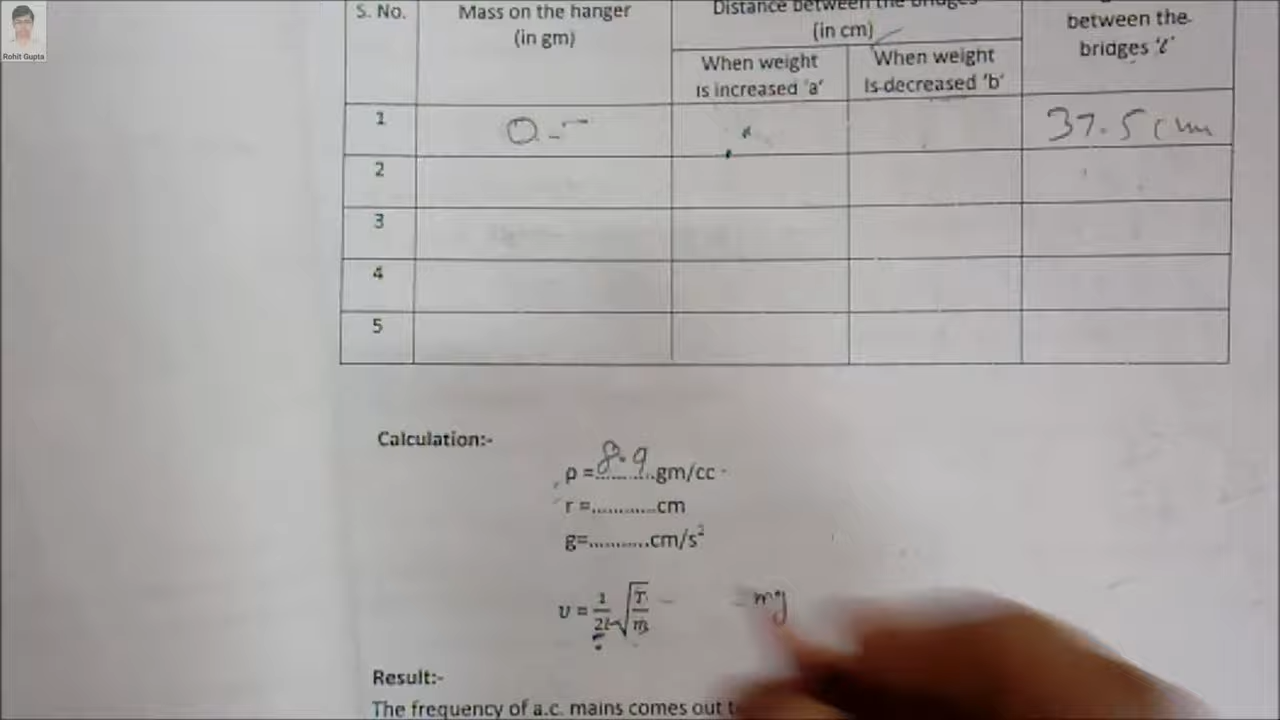 Rohit Gupta
S. No.
Mass on the hanger
(in gm)
Distance between the bridges
(in cm)
When weight
is increased 'a'
When weight
Is decreased 'b'
between the
bridges 'ℓ'
1
37.5 cm
2
3
4
5
Calculation:-
ρ = 8.9 gm/cc
r =............cm
g=...........cm/s²
υ = 1/2ℓ √T/m
mg
Result:-
The frequency of a.c. mains comes out